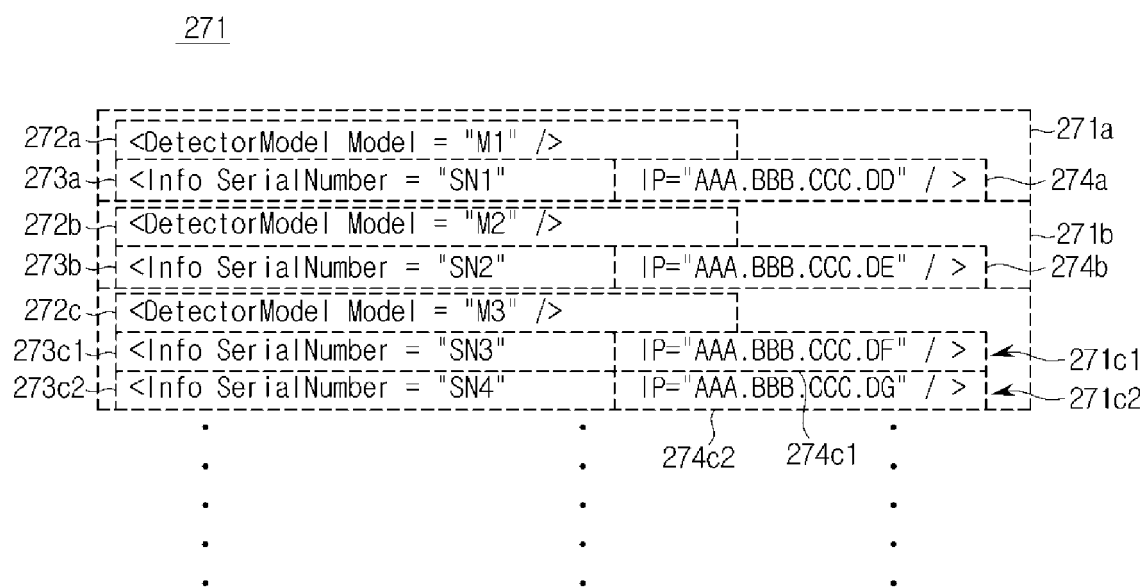 271
272a <DetectorModel Model = "M1" /> 271a
273a <Info SerialNumber = "SN1" IP="AAA.BBB.CCC.DD" / > 274a
272b <DetectorModel Model = "M2" /> 271b
273b <Info SerialNumber = "SN2" IP="AAA.BBB.CCC.DE" / > 274b
272c <DetectorModel Model = "M3" />
273c1 <Info SerialNumber = "SN3" IP="AAA.BBB.CCC.DF" / > 271c1
273c2 <Info SerialNumber = "SN4" IP="AAA.BBB.CCC.DG" / > 271c2
274c2 274c1